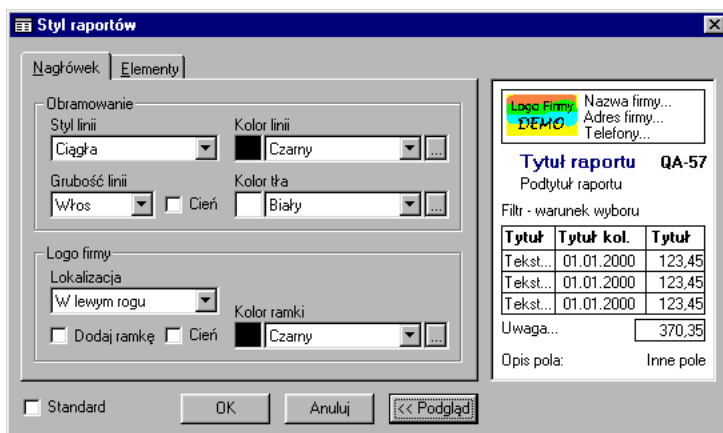 Styl raportów
Nagłówek Elementy
Obramowanie
Styl linii Kolor linii
Ciągła Czarny ...
Grubość linii Kolor tła
Włos Cień Biały ...
Logo firmy
Lokalizacja
W lewym rogu Kolor ramki
Dodaj ramkę Cień Czarny ...
Standard OK Anuluj << Podgląd
Logo Firmy
DEMO
Nazwa firmy...
Adres firmy...
Telefony...
Tytuł raportu QA-57
Podtytuł raportu
Filtr - warunek wyboru
Tytuł Tytuł kol. Tytuł
Tekst... 01.01.2000 123,45
Tekst... 01.01.2000 123,45
Tekst... 01.01.2000 123,45
Uwaga... 370,35
Opis pola: Inne pole